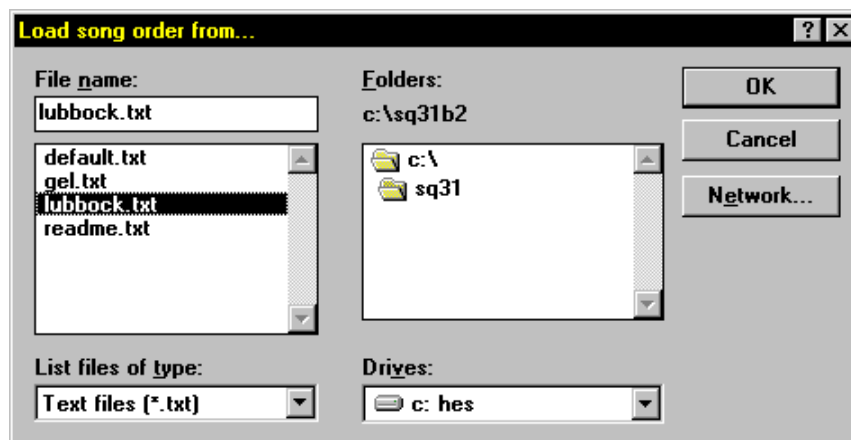 Load song order from...
File name:
lubbock.txt
default.txt
gel.txt
lubbock.txt
readme.txt
List files of type:
Text files (*.txt)
Folders:
c:\sq31b2
c:\
sq31
Drives:
c: hes
OK
Cancel
Network...